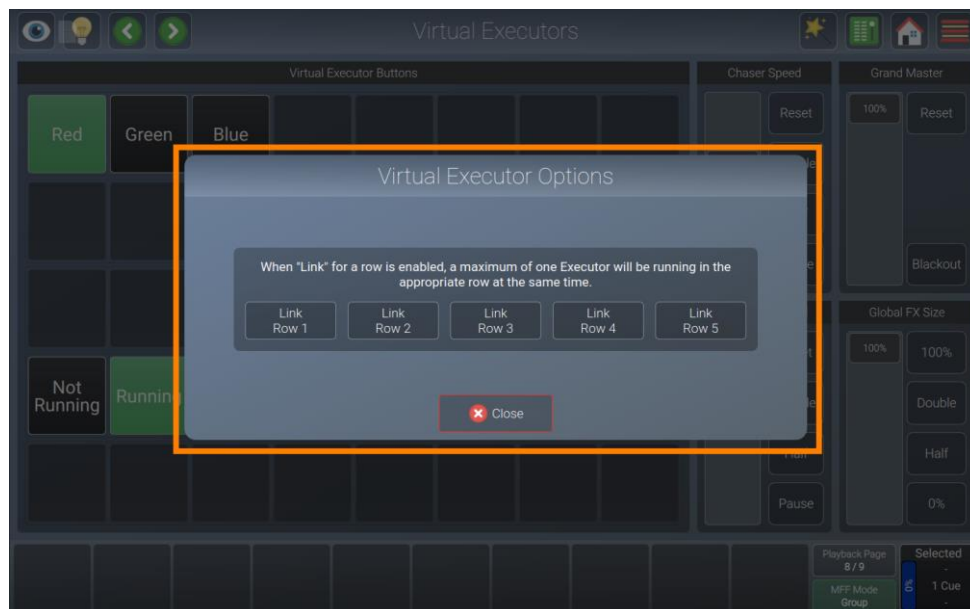 Virtual Executors
Virtual Executor Buttons
Chaser Speed
Grand Master
Red
Green
Blue
Reset
100%
Reset
Virtual Executor Options
When "Link" for a row is enabled, a maximum of one Executor will be running in the
appropriate row at the same time.
Blackout
Link
Row 1
Link
Row 2
Link
Row 3
Link
Row 4
Link
Row 5
Global FX Size
100%
100%
Not
Running
Running
Close
Double
Half
Pause
0%
Playback Page
8 / 9
MFF Mode
Group
Selected
-
0%
1 Cue
-